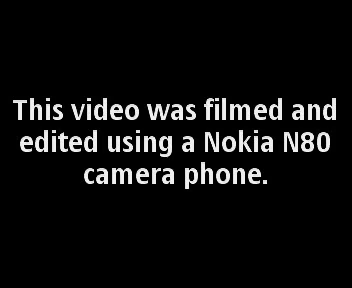 This video was filmed and
edited using a Nokia N80
camera phone.